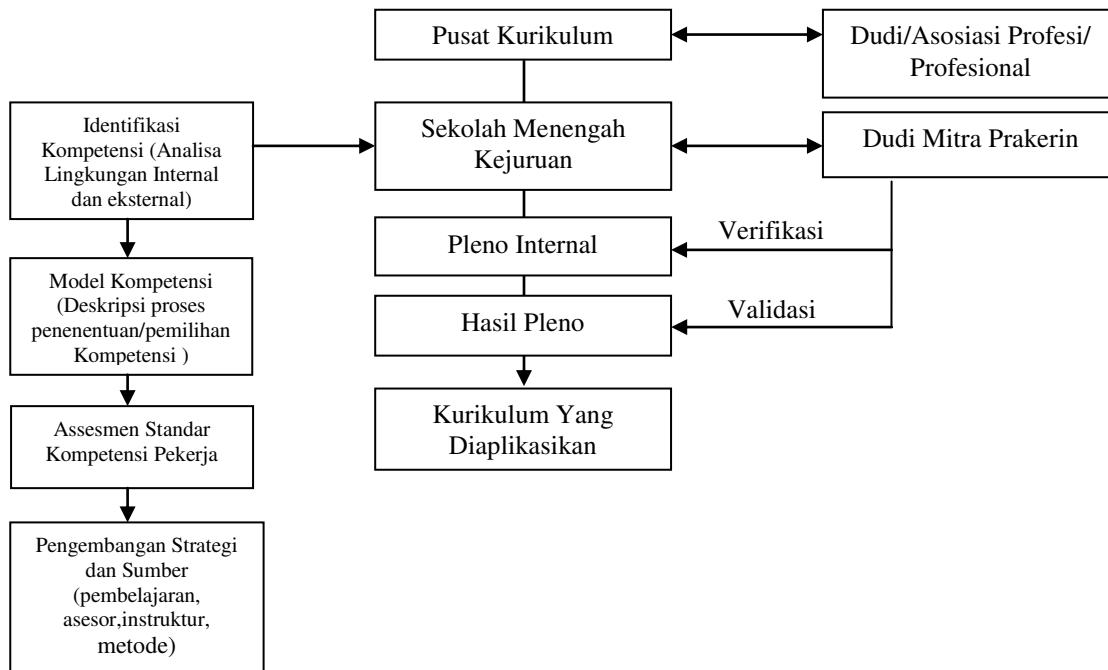 Pusat Kurikulum
Dudi/Asosiasi Profesi/
Profesional
Identifikasi
Kompetensi (Analisa
Lingkungan Internal
dan eksternal)
Sekolah Menengah
Kejuruan
Dudi Mitra Prakerin
Pleno Internal
Verifikasi
Model Kompetensi
(Deskripsi proses
penenentuan/pemilihan
Kompetensi )
Hasil Pleno
Validasi
Kurikulum Yang
Diaplikasikan
Assesmen Standar
Kompetensi Pekerja
Pengembangan Strategi
dan Sumber
(pembelajaran,
asesor,instruktur,
metode)